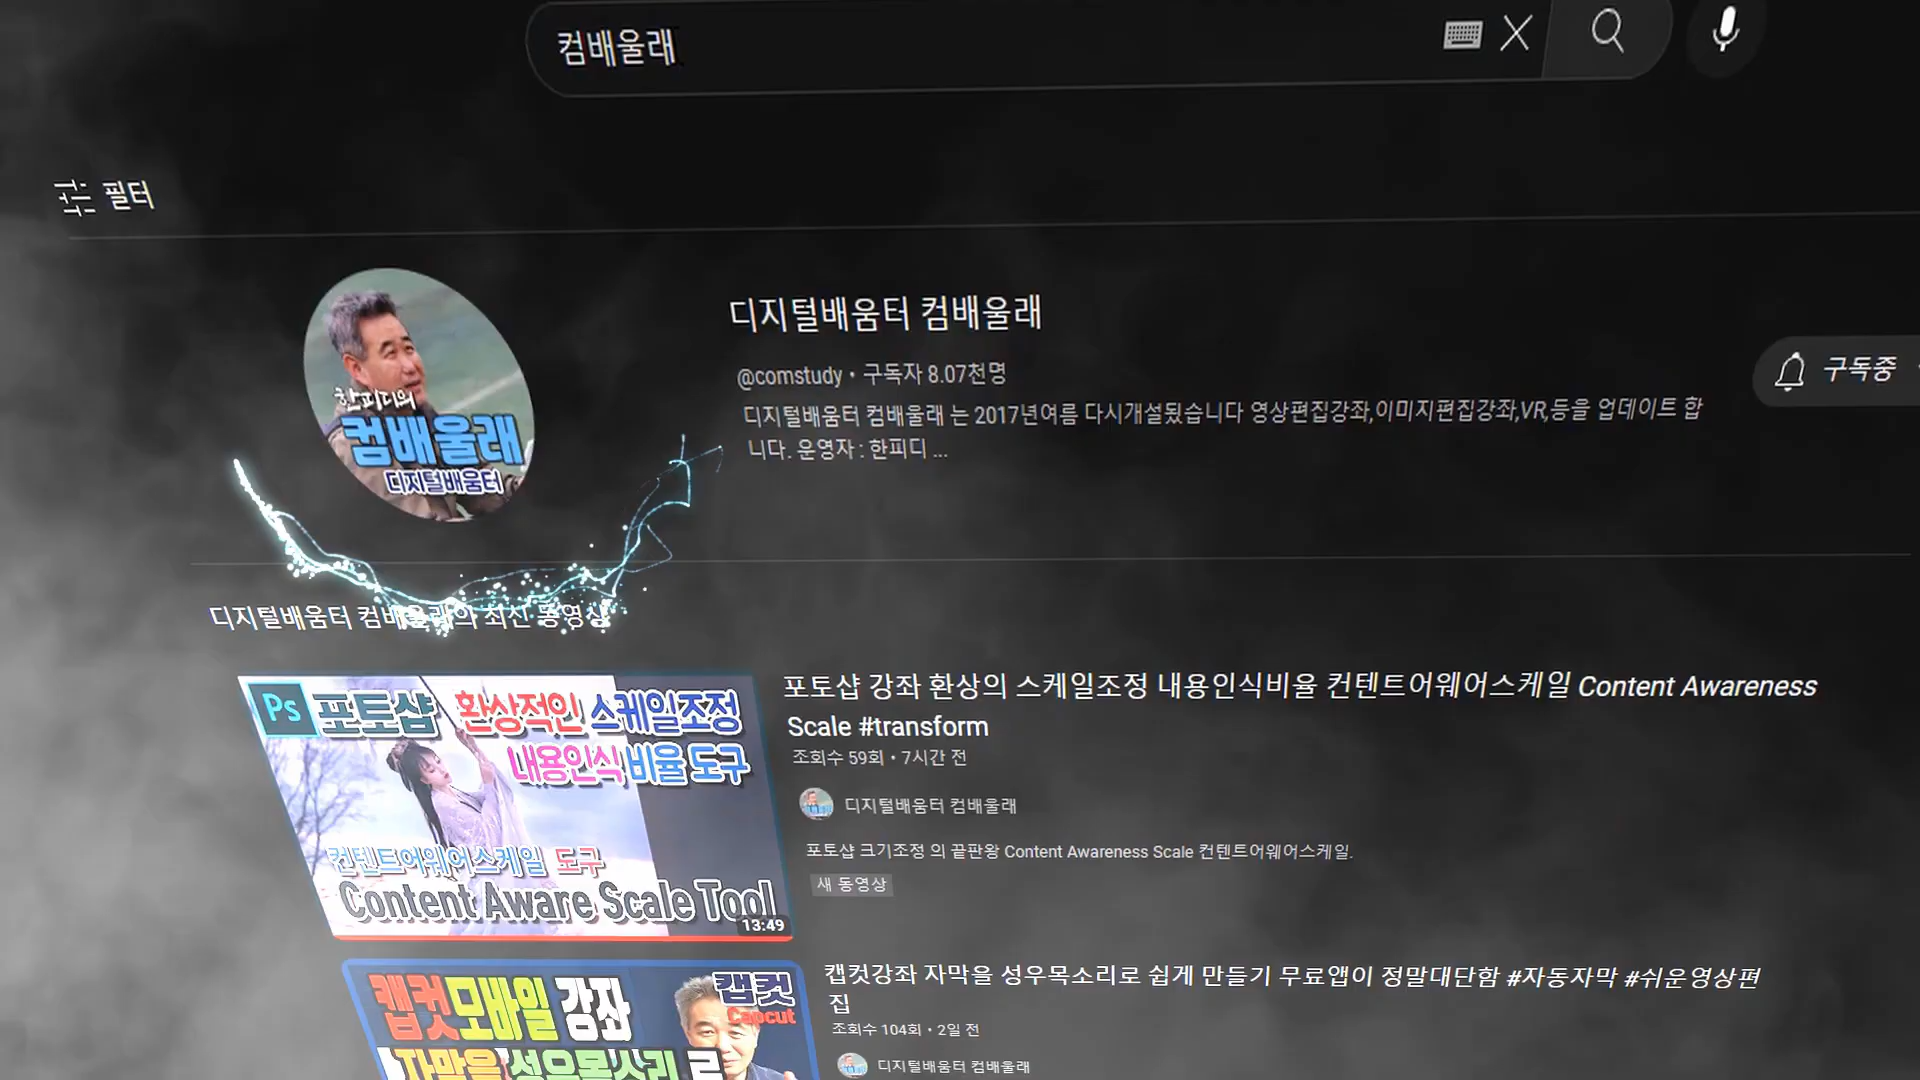 컴배울래
필터
디지털배움터 컴배울래
@comstudy • 구독자 8.07천명
디지털배움터 컴배울래 는 2017년여름 다시개설됬습니다 영상편집강좌,이미지편집강좌,VR,등을 업데이트 합
니다. 운영자 : 한피디 ...
구독중
한피디의
컴배울래
디지털배움터
디지털배움터 컴배울래의 최신 동영상
Ps 포토샵 환상적인 스케일조정
내용인식 비율 도구
컨텐트어웨어스케일 도구
Content Aware Scale Tool
13:49
포토샵 강좌 환상의 스케일조정 내용인식비율 컨텐트어웨어스케일 Content Awareness
Scale #transform
조회수 59회 • 7시간 전
디지털배움터 컴배울래
포토샵 크기조정 의 끝판왕 Content Awareness Scale 컨텐트어웨어스케일.
새 동영상
캡컷모바일 강좌
캡컷
Capcut
자막을 성우목소리 로
캡컷강좌 자막을 성우목소리로 쉽게 만들기 무료앱이 정말대단함 #자동자막 #쉬운영상편
집
조회수 104회 • 2일 전
디지털배움터 컴배울래